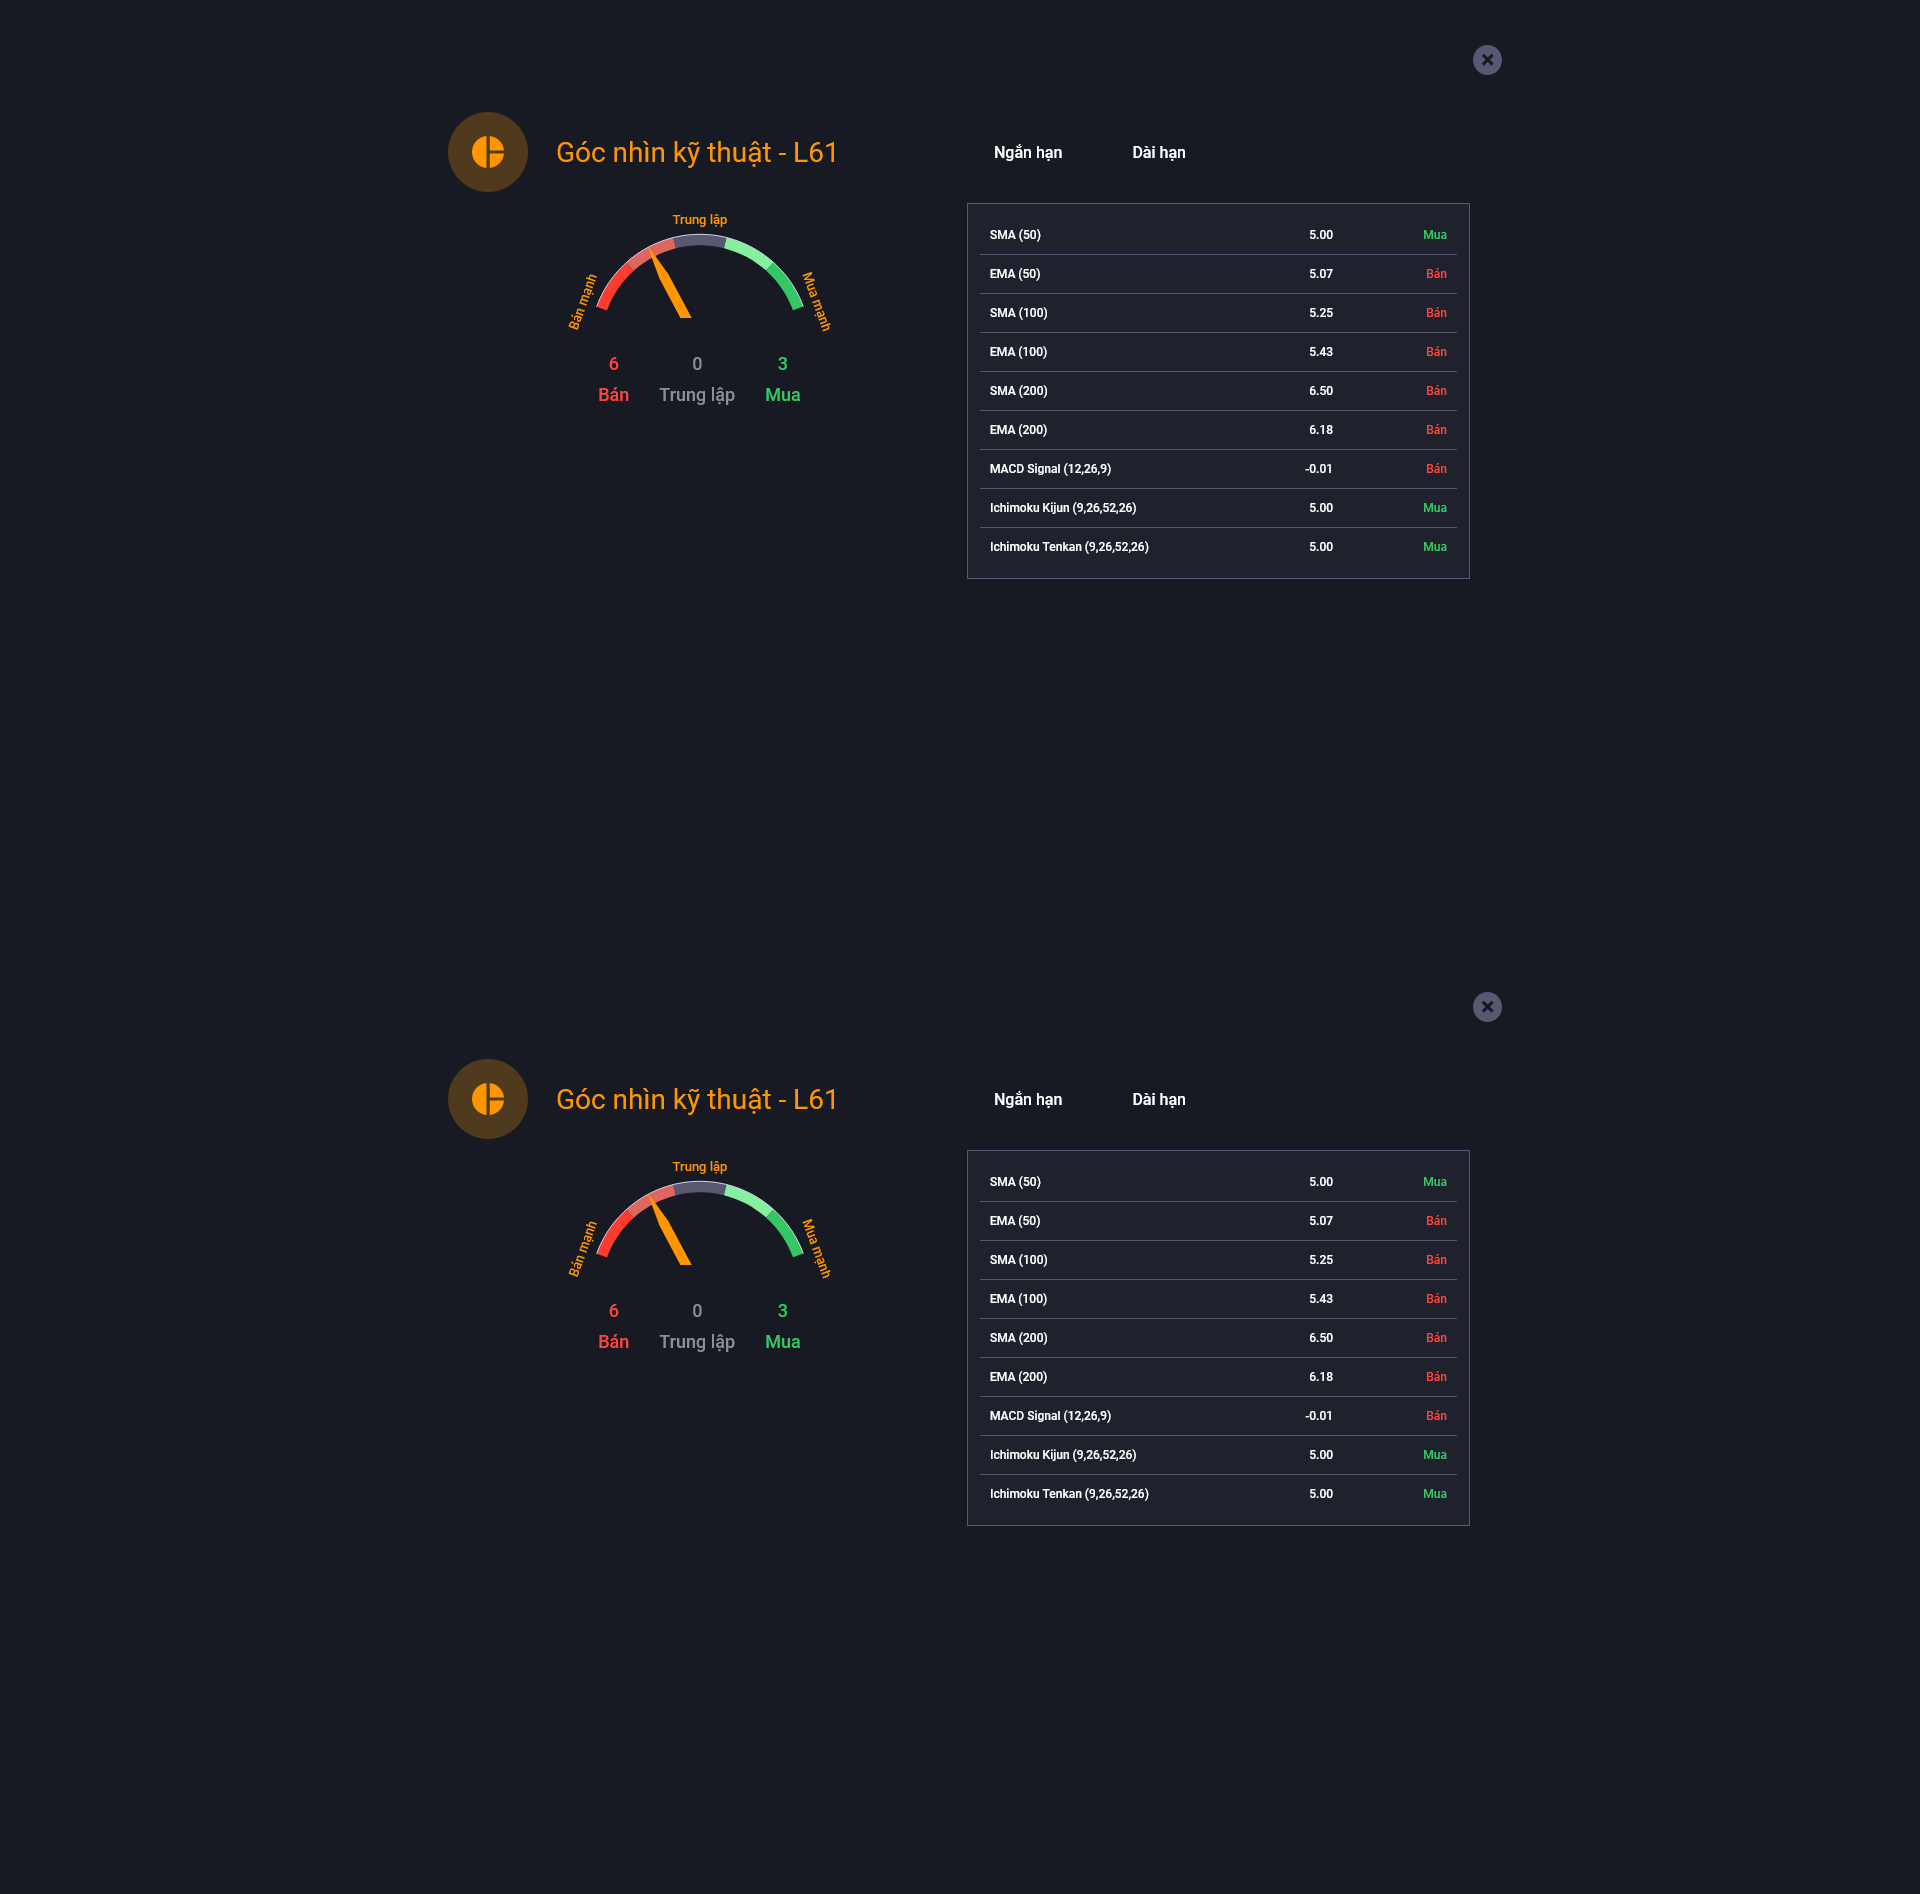 Góc nhìn kỹ thuật - L61
Ngắn hạn Dài hạn
Trung lập
Bán mạnh
Mua mạnh
6 0 3
Bán Trung lập Mua
SMA (50) 5.00 Mua
EMA (50) 5.07 Bán
SMA (100) 5.25 Bán
EMA (100) 5.43 Bán
SMA (200) 6.50 Bán
EMA (200) 6.18 Bán
MACD Signal (12,26,9) -0.01 Bán
Ichimoku Kijun (9,26,52,26) 5.00 Mua
Ichimoku Tenkan (9,26,52,26) 5.00 Mua
Góc nhìn kỹ thuật - L61
Ngắn hạn Dài hạn
Trung lập
Bán mạnh
Mua mạnh
6 0 3
Bán Trung lập Mua
SMA (50) 5.00 Mua
EMA (50) 5.07 Bán
SMA (100) 5.25 Bán
EMA (100) 5.43 Bán
SMA (200) 6.50 Bán
EMA (200) 6.18 Bán
MACD Signal (12,26,9) -0.01 Bán
Ichimoku Kijun (9,26,52,26) 5.00 Mua
Ichimoku Tenkan (9,26,52,26) 5.00 Mua